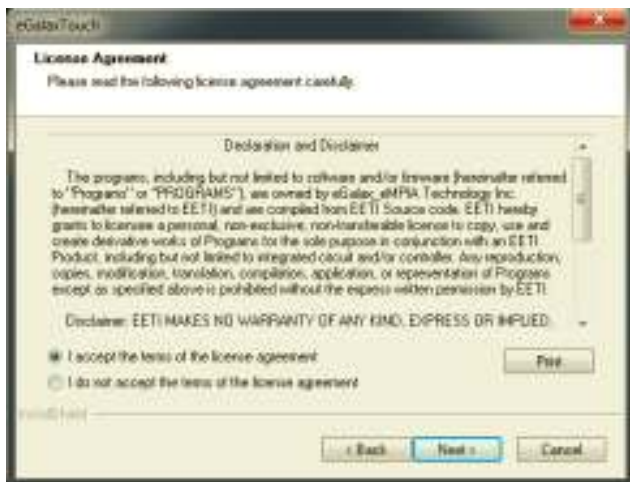 eGalaxTouch
License Agreement
Please read the following license agreement carefully.
Declaration and Disclaimer
The programs, including but not limited to software and/or firmware (hereinafter referred
to "Programs" or "PROGRAMS"), are owned by eGalax_eMPIA Technology Inc.
(hereinafter referred to EETI) and are compiled from EETI Source code. EETI hereby
grants to licensee a personal, non-exclusive, non-transferable license to copy, use and
create derivative works of Programs for the sole purpose in conjunction with an EETI
Product, including but not limited to integrated circuit and/or controller. Any reproduction,
copies, modification, translation, compilation, application, or representation of Programs
except as specified above is prohibited without the express written permission by EETI.
Disclaimer: EETI MAKES NO WARRANTY OF ANY KIND, EXPRESS OR IMPLIED,
I accept the terms of the license agreement
Print
I do not accept the terms of the license agreement
InstallShield
< Back
Next >
Cancel